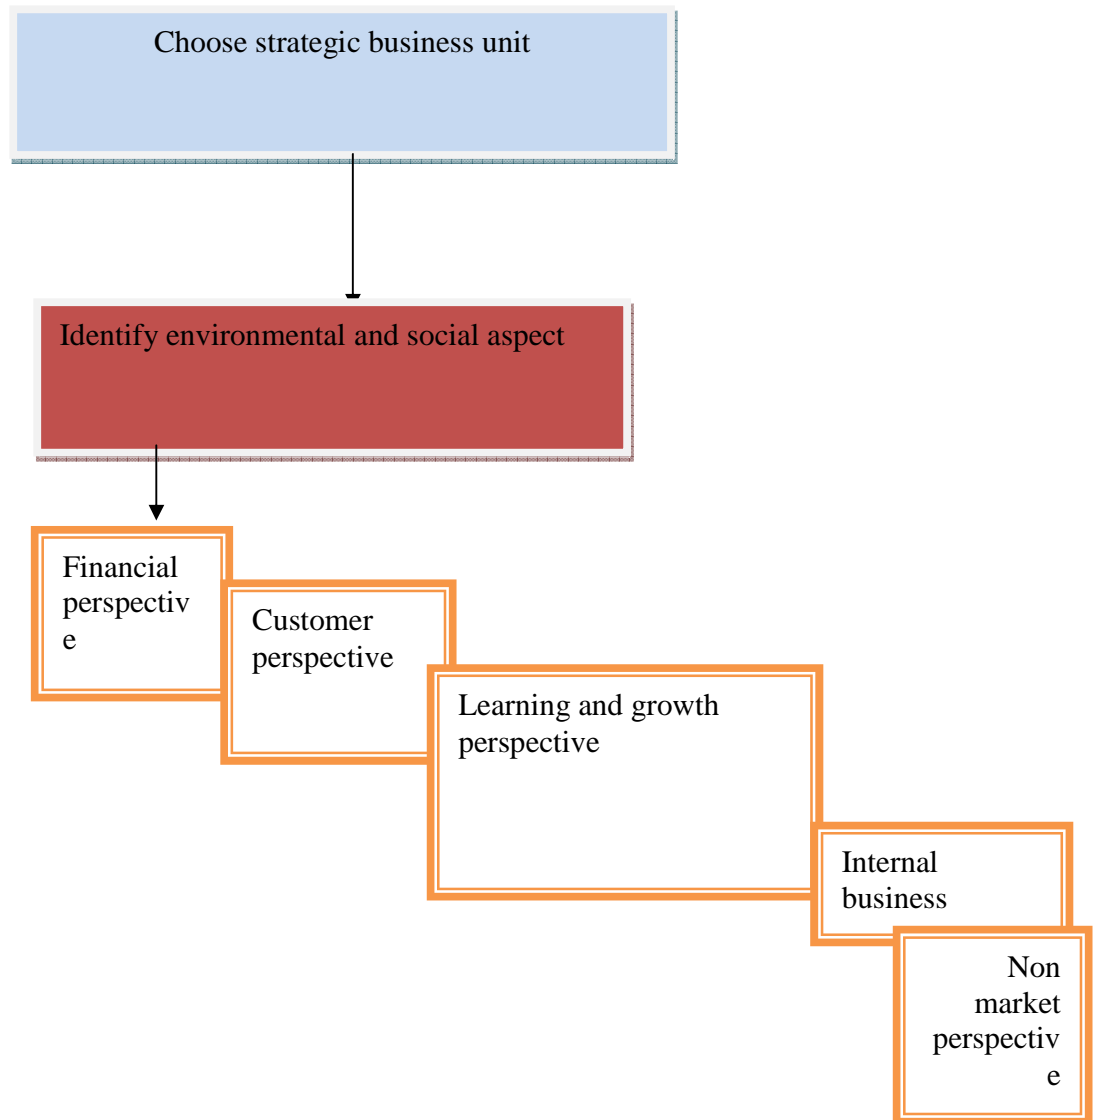 Choose strategic business unit
Identify environmental and social aspect
Financial
perspectiv
e
Customer
perspective
Learning and growth
perspective
Internal
business
Non
market
perspectiv
e